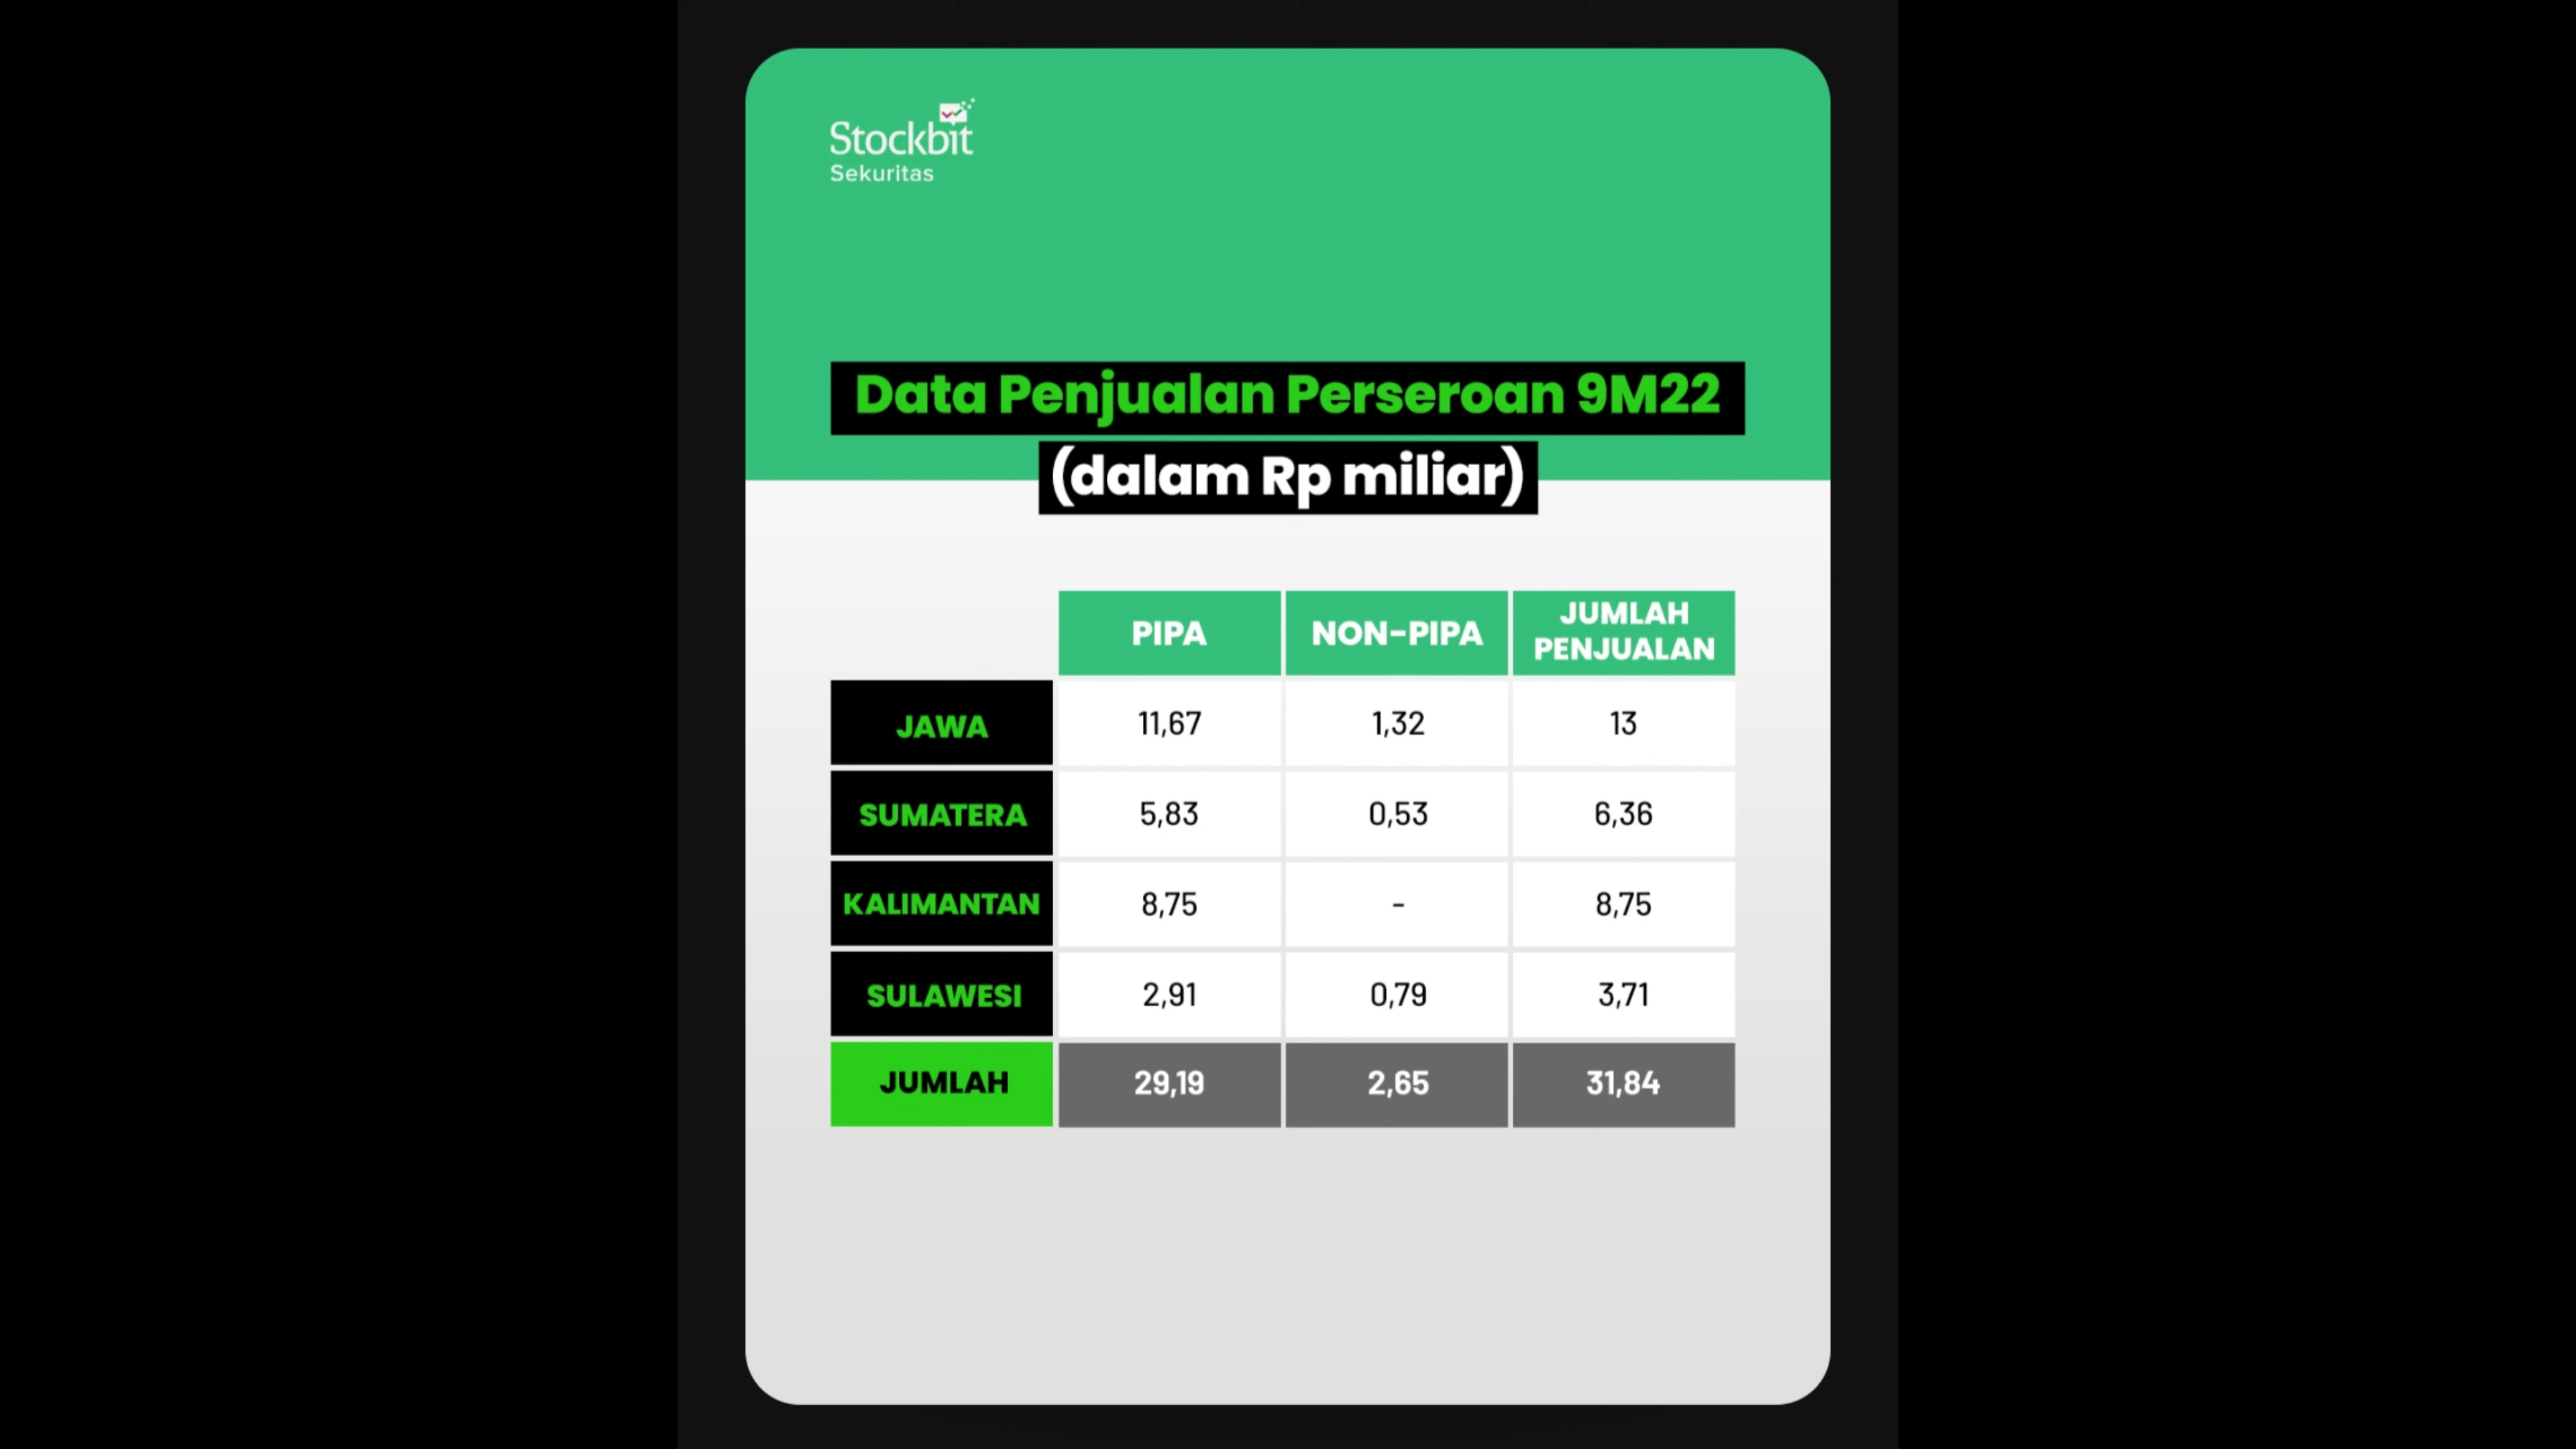 Stockbit
Sekuritas
Data Penjualan Perseroan 9M22
(dalam Rp miliar)
PIPA NON-PIPA JUMLAH PENJUALAN
JAWA 11,67 1,32 13
SUMATERA 5,83 0,53 6,36
KALIMANTAN 8,75 - 8,75
SULAWESI 2,91 0,79 3,71
JUMLAH 29,19 2,65 31,84